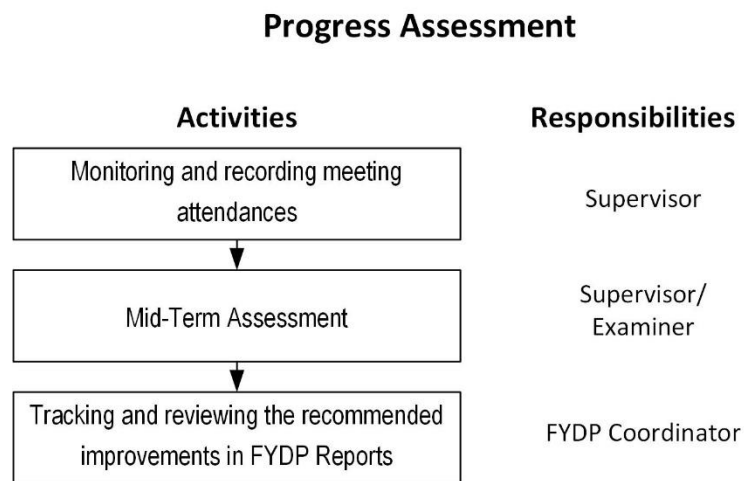 Progress Assessment
Activities
Responsibilities
Monitoring and recording meeting
attendances
Supervisor
Mid-Term Assessment
Supervisor/
Examiner
Tracking and reviewing the recommended
improvements in FYDP Reports
FYDP Coordinator